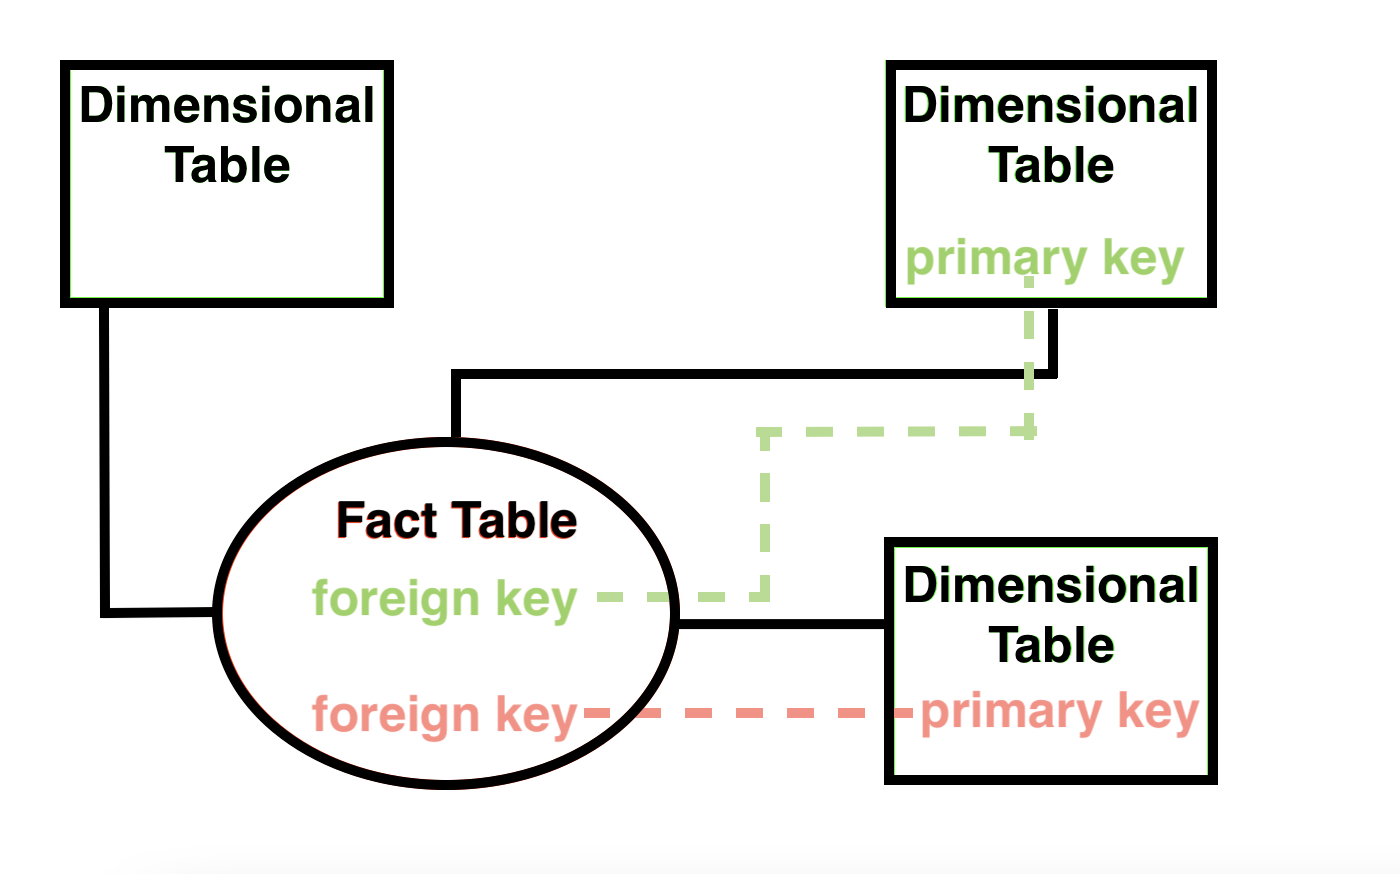 Dimensional
Table
Dimensional
Table
primary key
Fact Table
foreign key
foreign key
Dimensional
Table
primary key